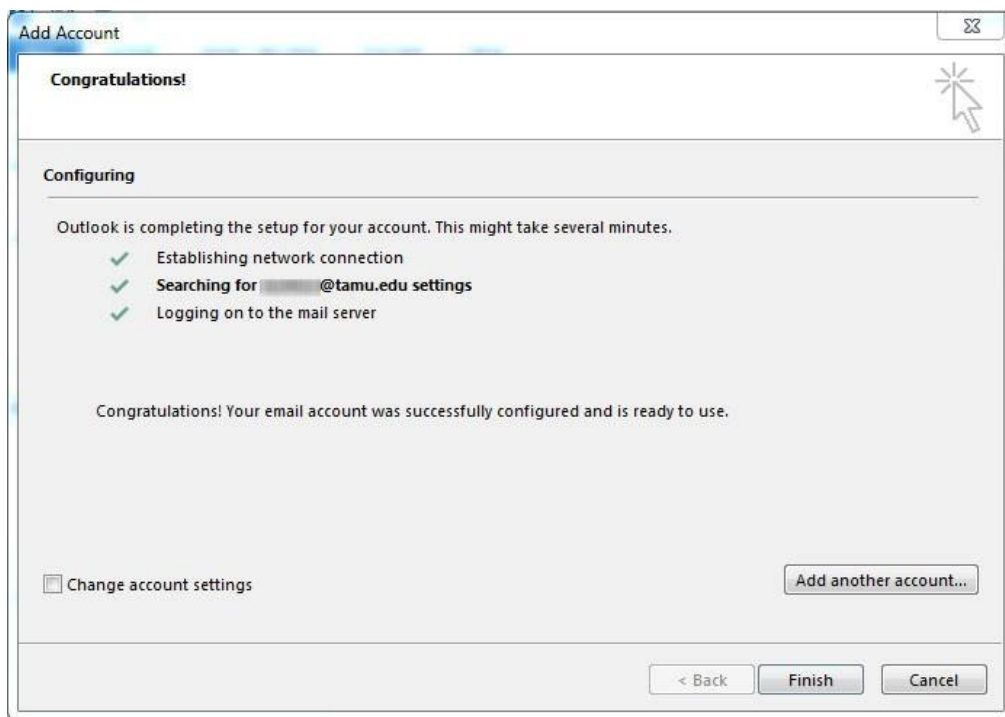 Add Account
Congratulations!
Configuring
Outlook is completing the setup for your account. This might take several minutes.
Establishing network connection
Searching for @tamu.edu settings
Logging on to the mail server
Congratulations! Your email account was successfully configured and is ready to use.
Change account settings
Add another account...
< Back
Finish
Cancel